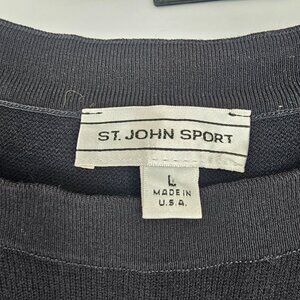 ST. JOHN SPORT
L
MADE IN
U.S.A.